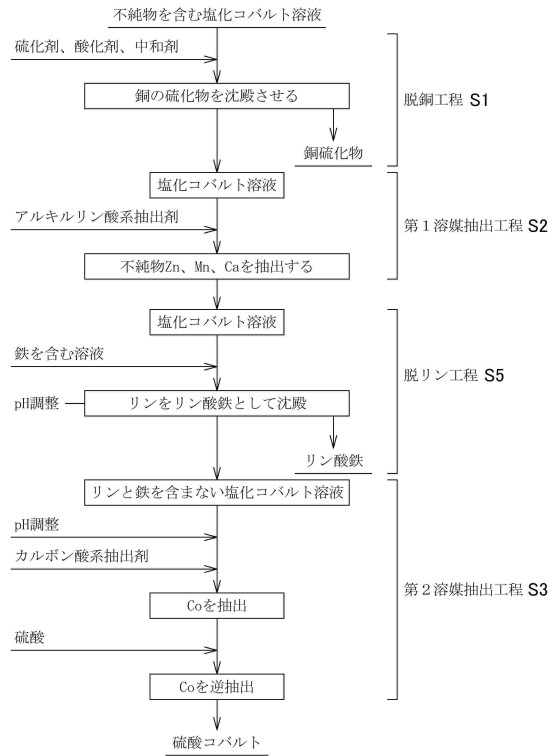 不純物を含む塩化コバルト溶液
硫化剤、酸化剤、中和剤
銅の硫化物を沈殿させる
脱銅工程 S1
銅硫化物
塩化コバルト溶液
アルキルリン酸系抽出剤
第1溶媒抽出工程 S2
不純物Zn、Mn、Caを抽出する
塩化コバルト溶液
鉄を含む溶液
脱リン工程 S5
pH調整
リンをリン酸鉄として沈殿
リン酸鉄
リンと鉄を含まない塩化コバルト溶液
pH調整
カルボン酸系抽出剤
第2溶媒抽出工程 S3
Coを抽出
硫酸
Coを逆抽出
硫酸コバルト